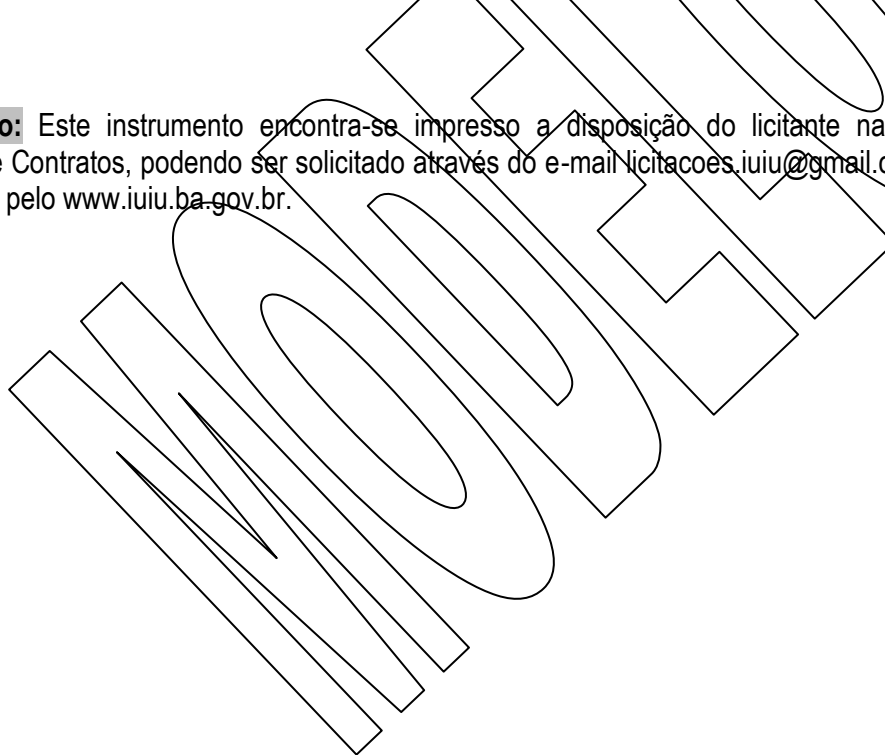 o: Este instrumento encontra-se impresso a disposição do licitante na
e Contratos, podendo ser solicitado através do e-mail licitacoes.iuiu@gmail.c
pelo www.iuiu.ba.gov.br.
MODELO